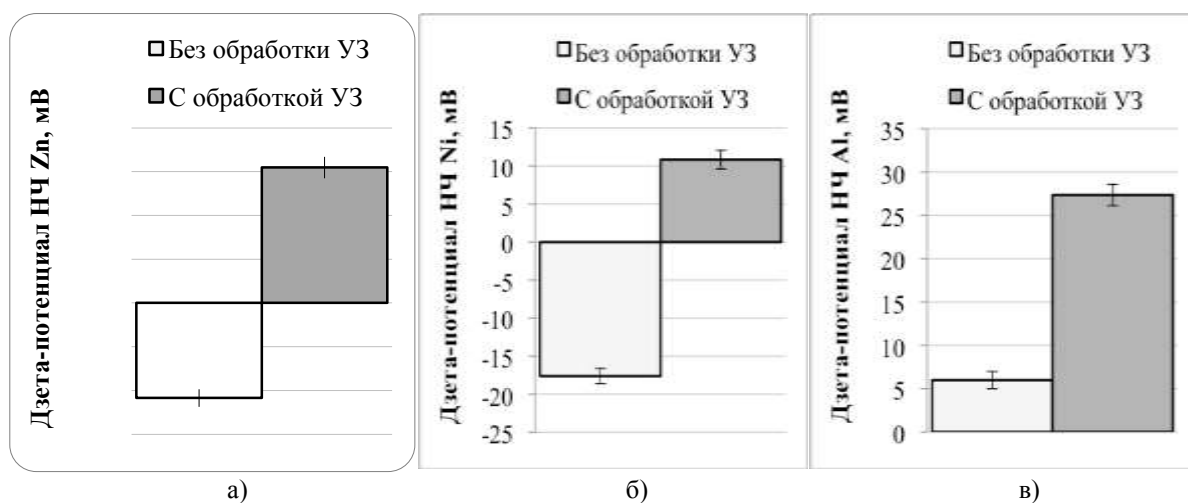 Без обработки УЗ
С обработкой УЗ
Дзета-потенциал НЧ Zn, мВ
а)
Без обработки УЗ
С обработкой УЗ
Дзета-потенциал НЧ Ni, мВ
15
10
5
0
-5
-10
-15
-20
-25
б)
Без обработки УЗ
С обработкой УЗ
Дзета-потенциал НЧ Al, мВ
35
30
25
20
15
10
5
0
в)